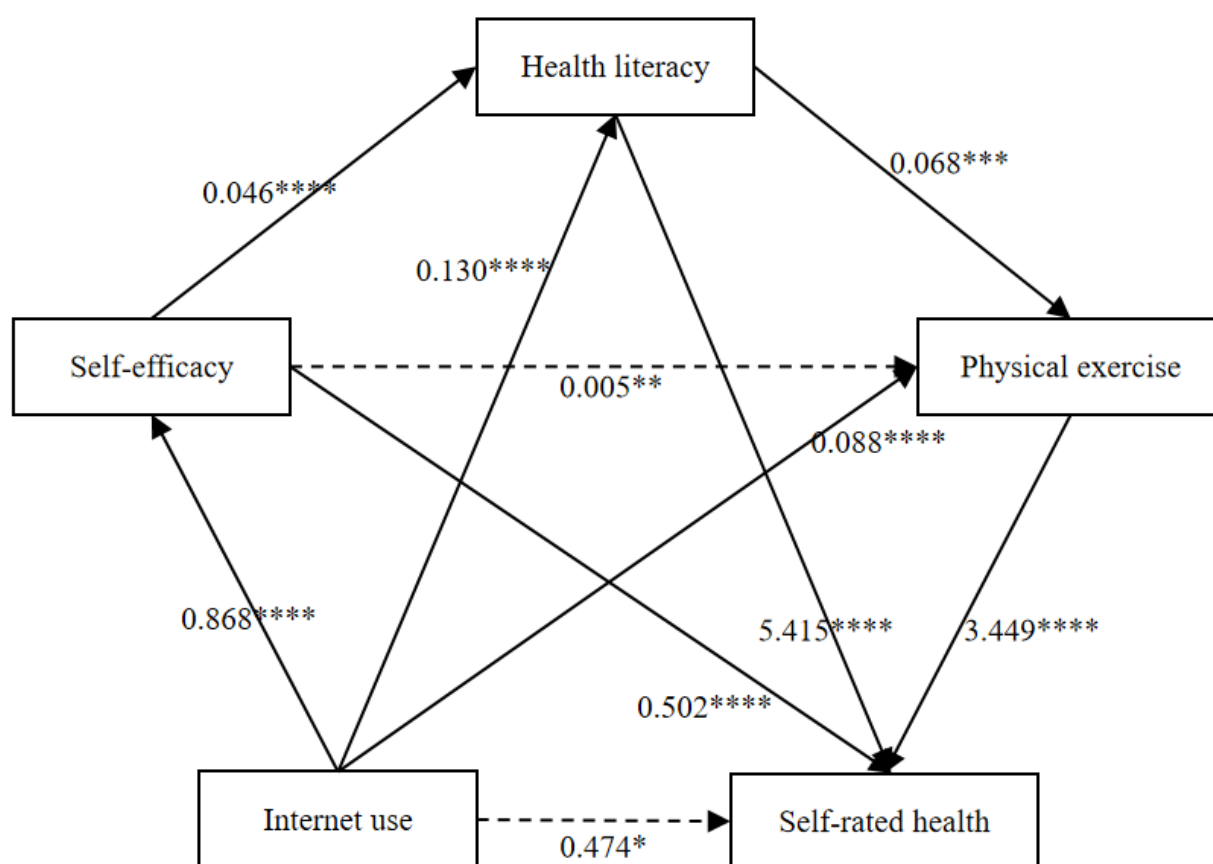 Health literacy
0.068***
0.046****
0.130****
Self-efficacy
0.005**
Physical exercise
0.088****
0.868****
5.415****
3.449****
0.502****
Internet use
0.474*
Self-rated health